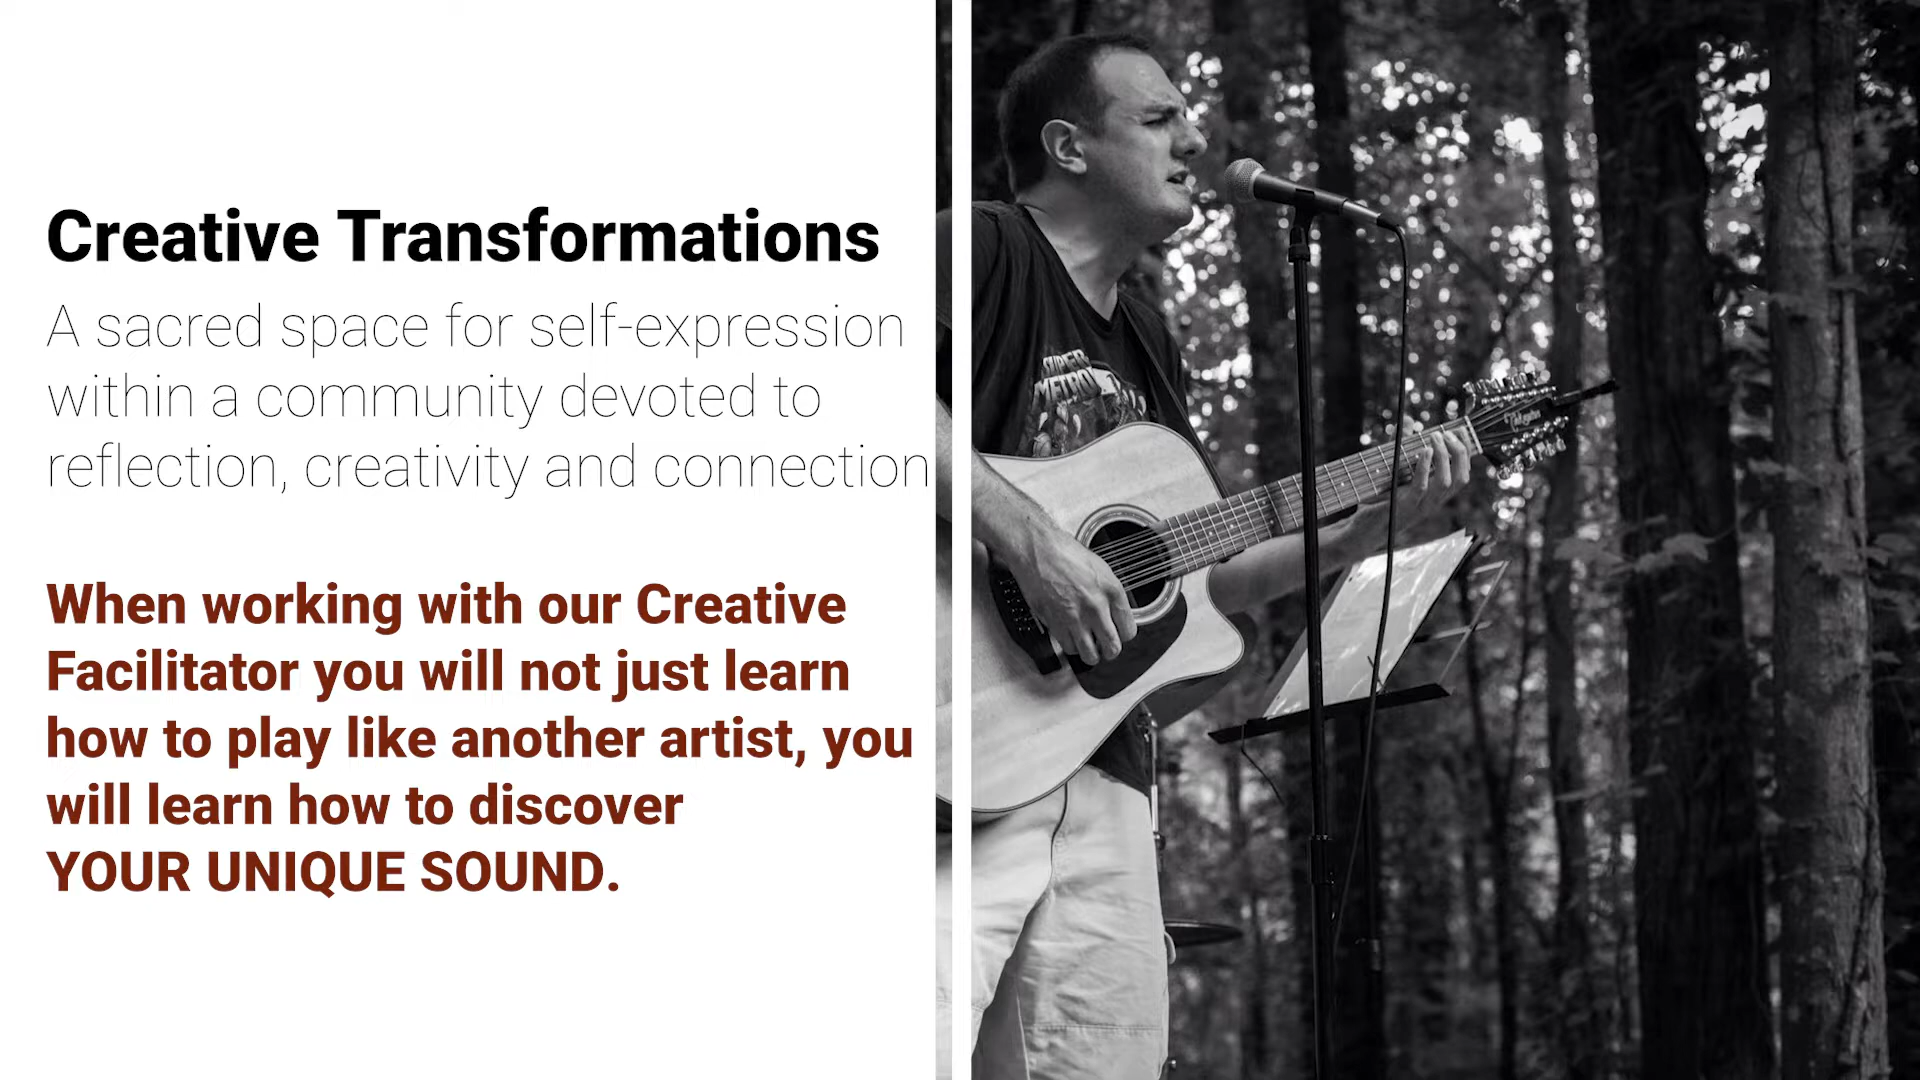 Creative Transformations
A sacred space for self-expression
within a community devoted to
reflection, creativity and connection
When working with our Creative
Facilitator you will not just learn
how to play like another artist, you
will learn how to discover
YOUR UNIQUE SOUND.
SUPER
METROI